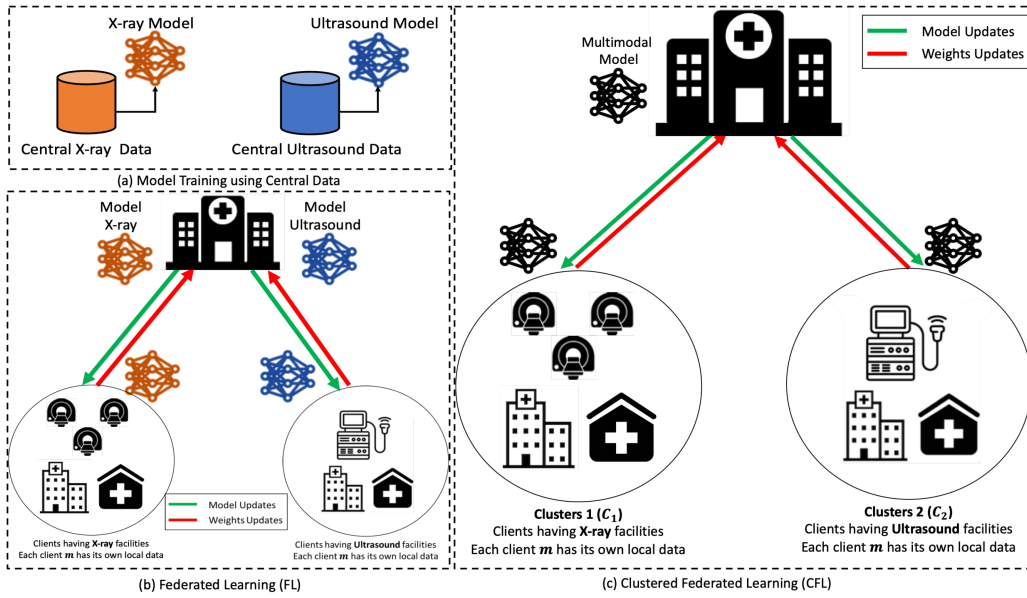 X-ray Model
Ultrasound Model
Central X-ray Data
Central Ultrasound Data
(a) Model Training using Central Data
Model
X-ray
Model
Ultrasound
Model Updates
Weights Updates
Clients having X-ray facilities
Each client m has its own local data
Clients having Ultrasound facilities
Each client m has its own local data
(b) Federated Learning (FL)
Multimodal
Model
Model Updates
Weights Updates
Clusters 1 (C₁)
Clients having X-ray facilities
Each client m has its own local data
Clusters 2 (C₂)
Clients having Ultrasound facilities
Each client m has its own local data
(c) Clustered Federated Learning (CFL)